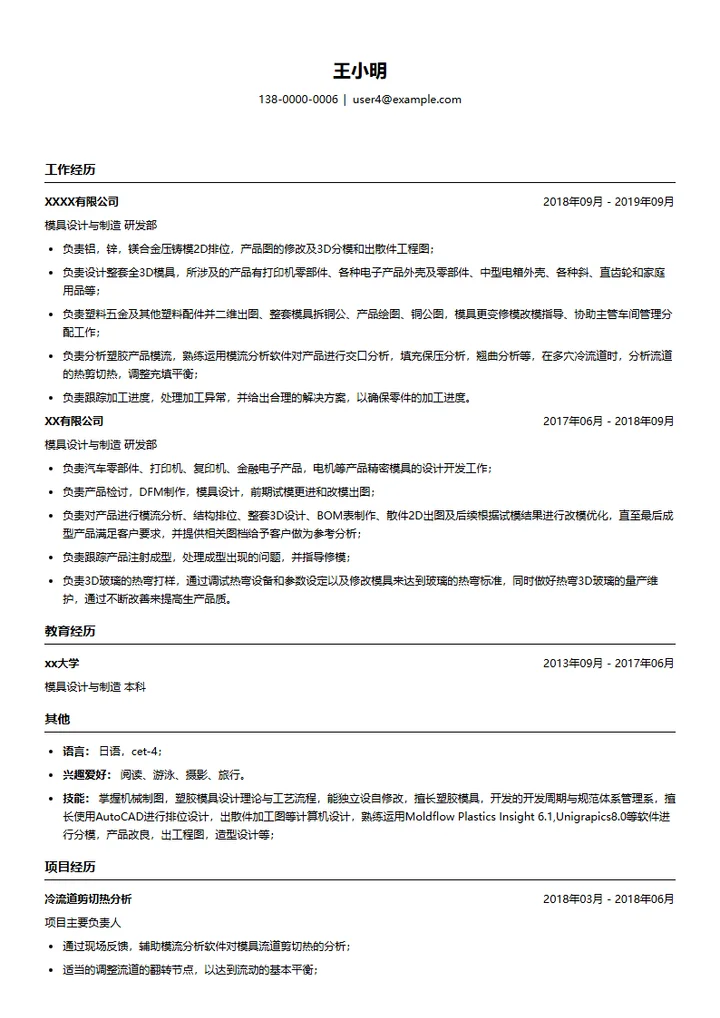 王小明
138-0000-0006 | user4@example.com
工作经历
XXXX有限公司 2018年09月 - 2019年09月
模具设计与制造 研发部
• 负责铝，锌，镁合金压铸模2D排位，产品图的修改及3D分模和出散件工程图；
• 负责设计整套全3D模具，所涉及的产品有打印机零部件、各种电子产品外壳及零部件、中型电箱外壳、各种斜、直齿轮和家庭
用品等；
• 负责塑料五金及其他塑料配件并二维出图、整套模具拆铜公、产品绘图、铜公图，模具更变修模改模指导、协助主管车间管理分
配工作；
• 负责分析塑胶产品模流，熟练运用模流分析软件对产品进行交口分析，填充保压分析，翘曲分析等，在多穴冷流道时，分析流道
的热剪切热，调整充填平衡；
• 负责跟踪加工进度，处理加工异常，并给出合理的解决方案，以确保零件的加工进度。
XX有限公司 2017年06月 - 2018年09月
模具设计与制造 研发部
• 负责汽车零部件、打印机、复印机、金融电子产品，电机等产品精密模具的设计开发工作；
• 负责产品检讨，DFM制作，模具设计，前期试模更进和改模出图；
• 负责对产品进行模流分析、结构排位、整套3D设计、BOM表制作、散件2D出图及后续根据试模结果进行改模优化，直至最后成
型产品满足客户要求，并提供相关图档给予客户做为参考分析；
• 负责跟踪产品注射成型，处理成型出现的问题，并指导修模；
• 负责3D玻璃的热弯打样，通过调试热弯设备和参数设定以及修改模具来达到玻璃的热弯标准，同时做好热弯3D玻璃的量产维
护，通过不断改善来提高生产品质。
教育经历
xx大学 2013年09月 - 2017年06月
模具设计与制造 本科
其他
• 语言： 日语，cet-4；
• 兴趣爱好： 阅读、游泳、摄影、旅行。
• 技能： 掌握机械制图，塑胶模具设计理论与工艺流程，能独立设自修改，擅长塑胶模具，开发的开发周期与规范体系管理系，擅
长使用AutoCAD进行排位设计，出散件加工图等计算机设计，熟练运用Moldflow Plastics Insight 6.1,Unigrapics8.0等软件进
行分模，产品改良，出工程图，造型设计等；
项目经历
冷流道剪切热分析 2018年03月 - 2018年06月
项目主要负责人
• 通过现场反馈，辅助模流分析软件对模具流道剪切热的分析；
• 适当的调整流道的翻转节点，以达到流动的基本平衡；